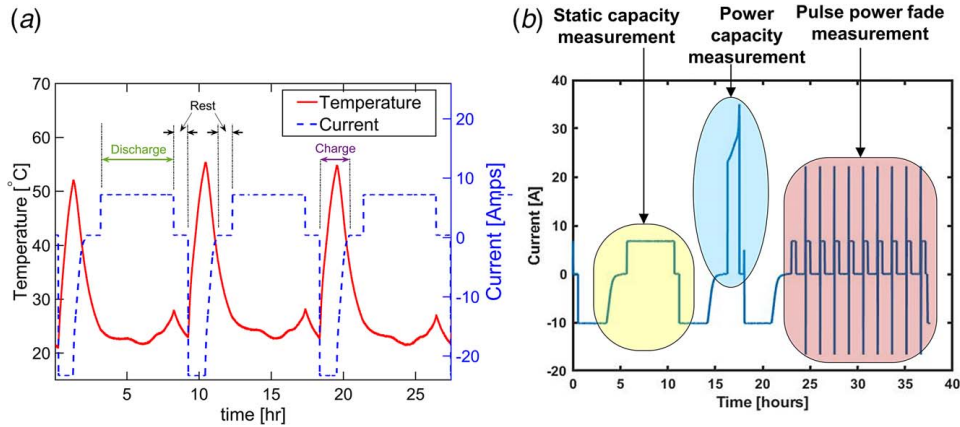 (a)
70
60
50
40
30
20
Temperature [°C]
5
10
15
20
25
time [hr]
20
10
0
-10
-20
Current [Amps]
Rest
Discharge
Charge
Temperature
Current
(b)
Static capacity
measurement
Power
capacity
measurement
Pulse power fade
measurement
40
30
20
10
0
-10
-20
Current [A]
0
5
10
15
20
25
30
35
40
Time [hours]